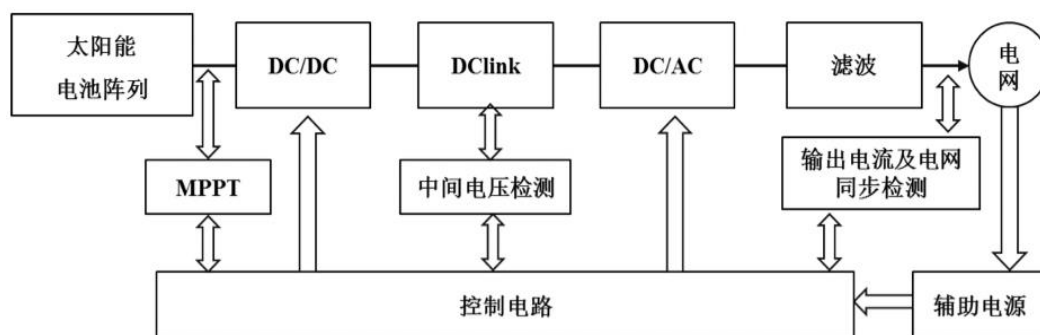 太阳能
电池阵列
DC/DC
DClink
DC/AC
滤波
电
网
MPPT
中间电压检测
输出电流及电网
同步检测
控制电路
辅助电源